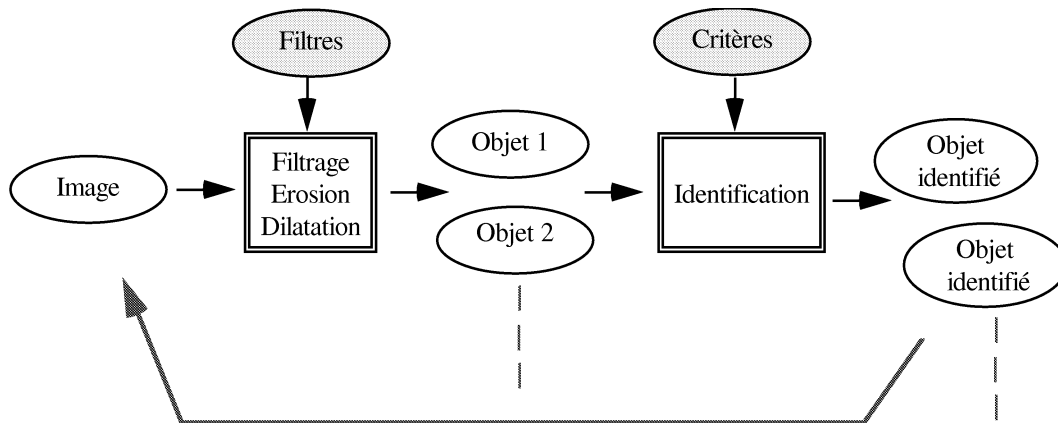 Filtres
Critères
Image
Filtrage
Erosion
Dilatation
Objet 1
Objet 2
Identification
Objet
identifié
Objet
identifié